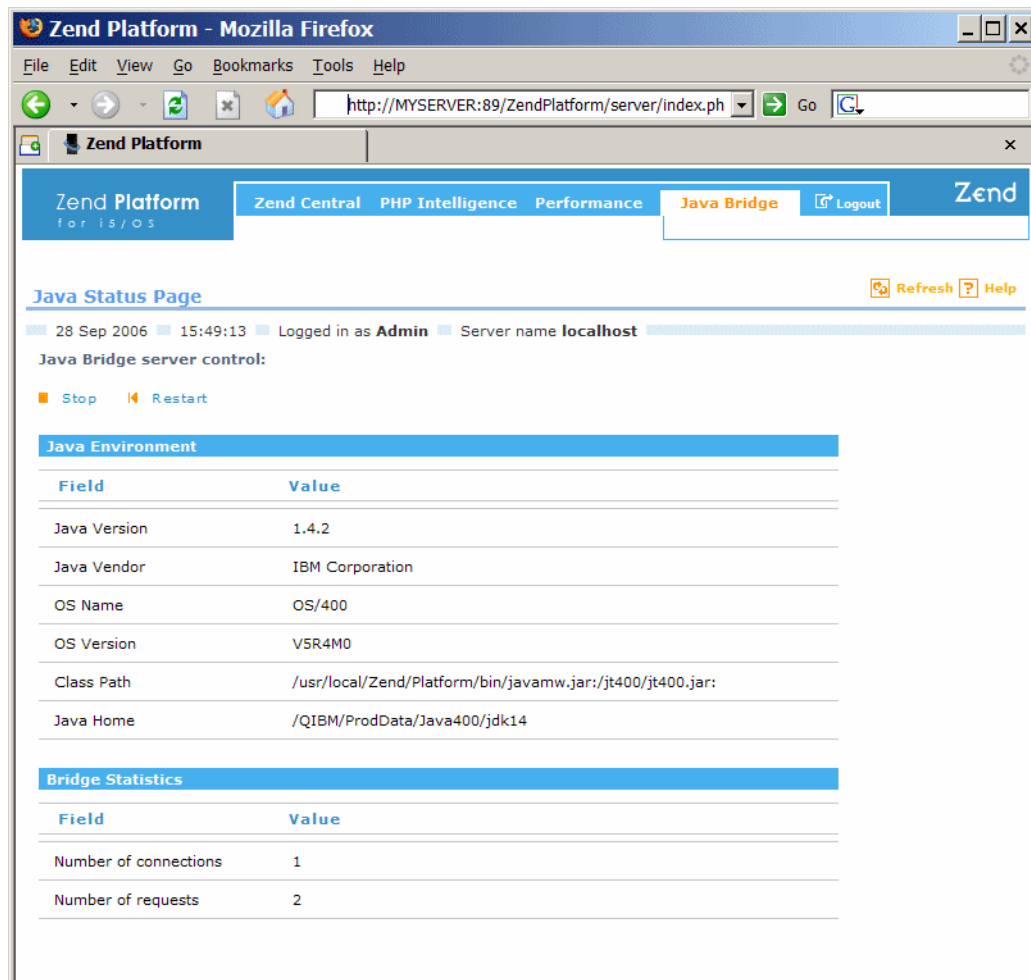 Zend Platform - Mozilla Firefox
File Edit View Go Bookmarks Tools Help
http://MYSERVER:89/ZendPlatform/server/index.ph Go G
Zend Platform x
Zend Platform
for i5/OS
Zend Central PHP Intelligence Performance Java Bridge Logout Zend
Java Status Page Refresh ? Help
28 Sep 2006 15:49:13 Logged in as Admin Server name localhost
Java Bridge server control:
Stop Restart
Java Environment
Field Value
Java Version 1.4.2
Java Vendor IBM Corporation
OS Name OS/400
OS Version V5R4M0
Class Path /usr/local/Zend/Platform/bin/javamw.jar:/jt400/jt400.jar:
Java Home /QIBM/ProdData/Java400/jdk14
Bridge Statistics
Field Value
Number of connections 1
Number of requests 2